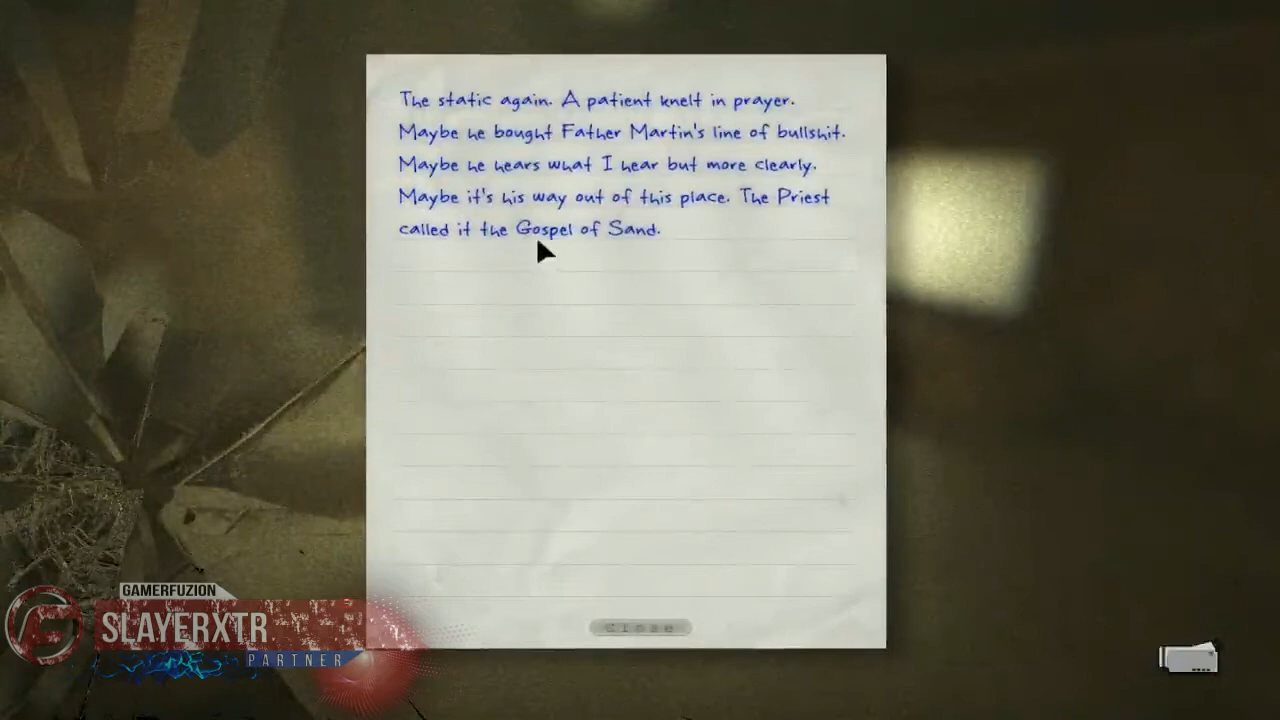 The static again. A patient knelt in prayer.
Maybe he bought Father Martin's line of bullshit.
Maybe he hears what I hear but more clearly.
Maybe it's his way out of this place. The Priest
called it the Gospel of Sand.
Close
GAMERFUZION
SLAYERXTR
PARTNER